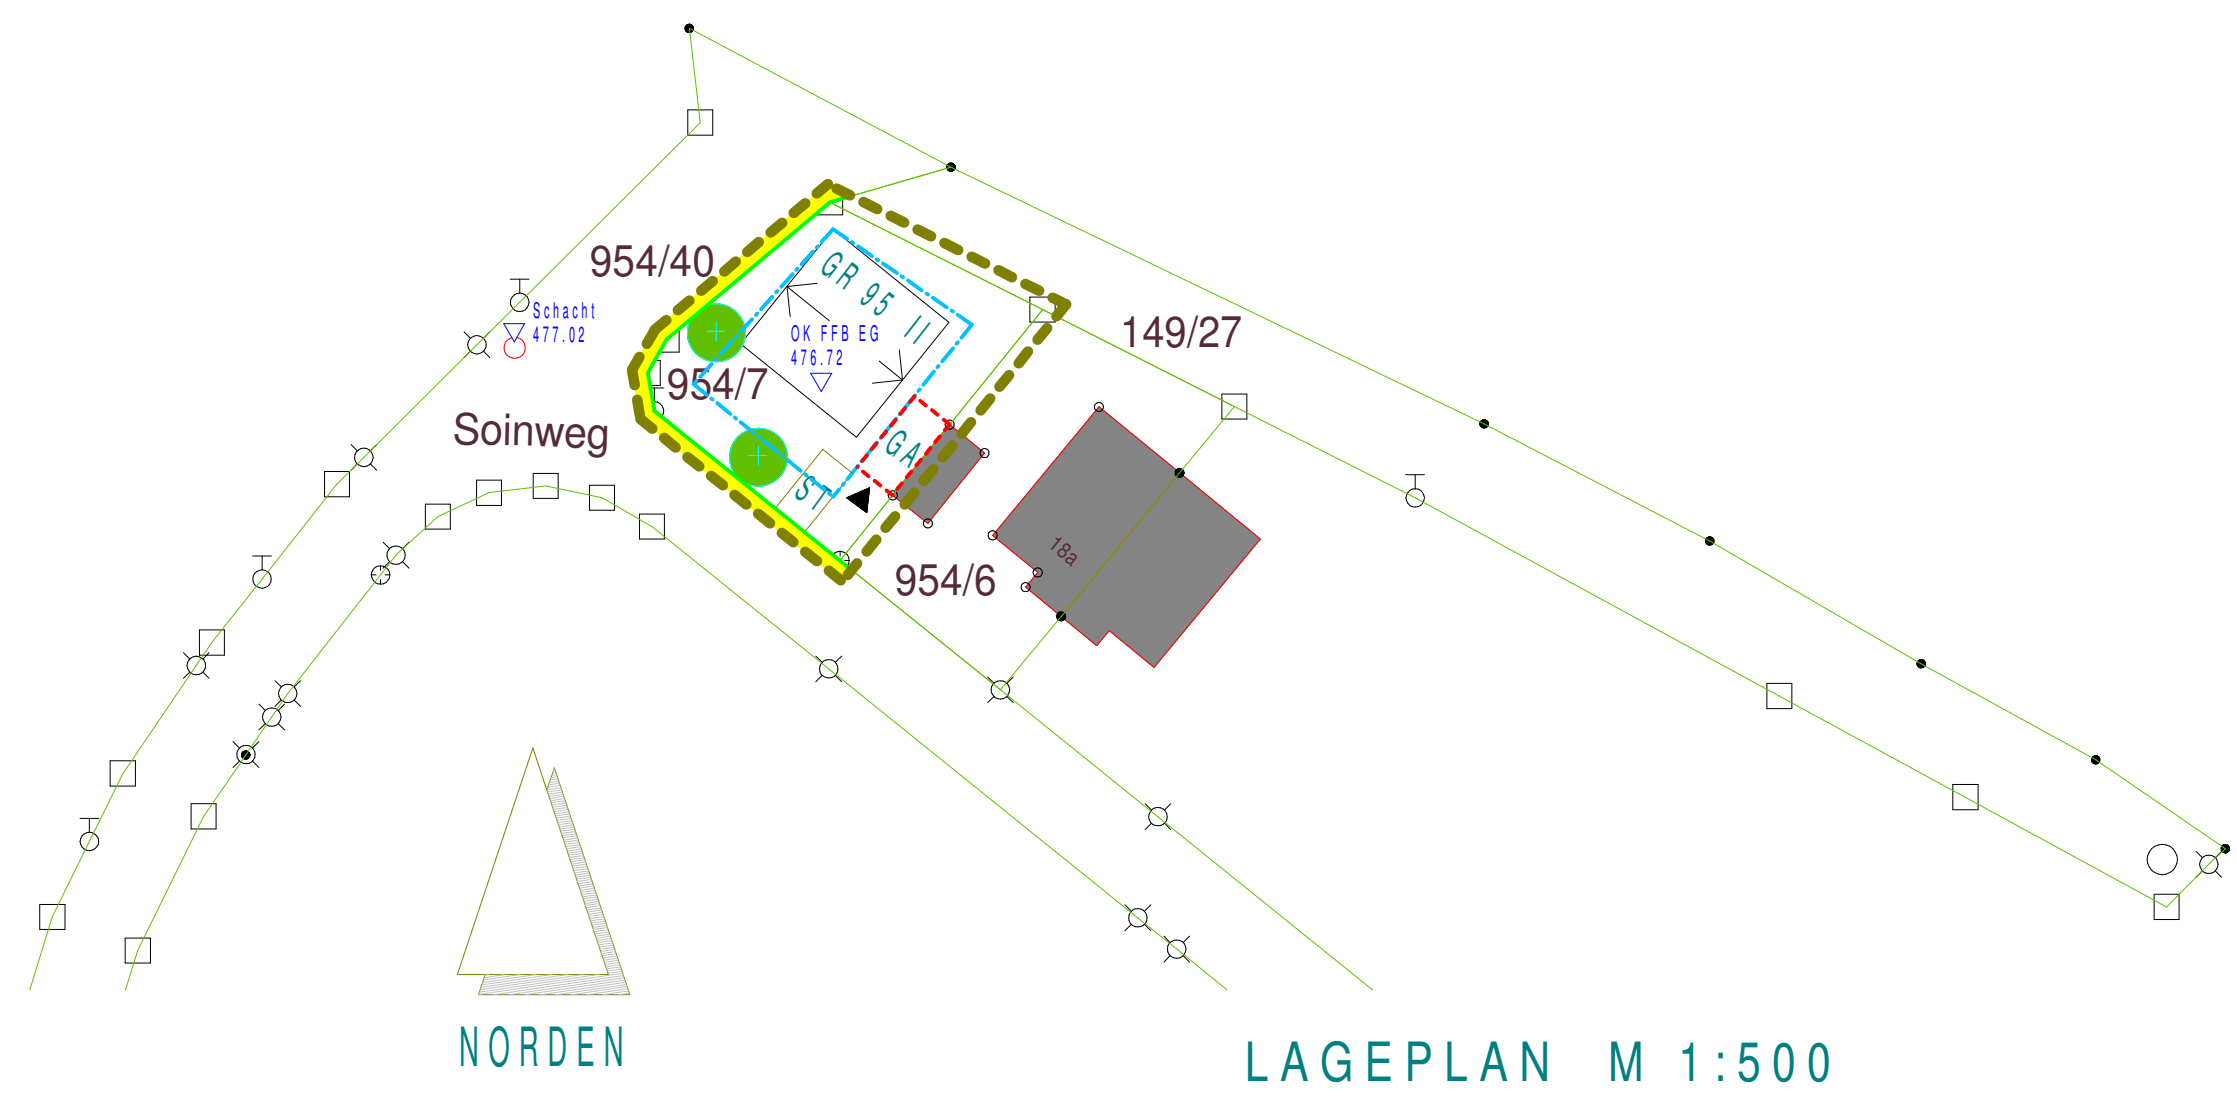 954/40
GR 95 II
Schacht
477.02
OK FFB EG
476.72
149/27
954/7
Soinweg
GA
ST
18a
954/6
NORDEN
LAGEPLAN M 1:500